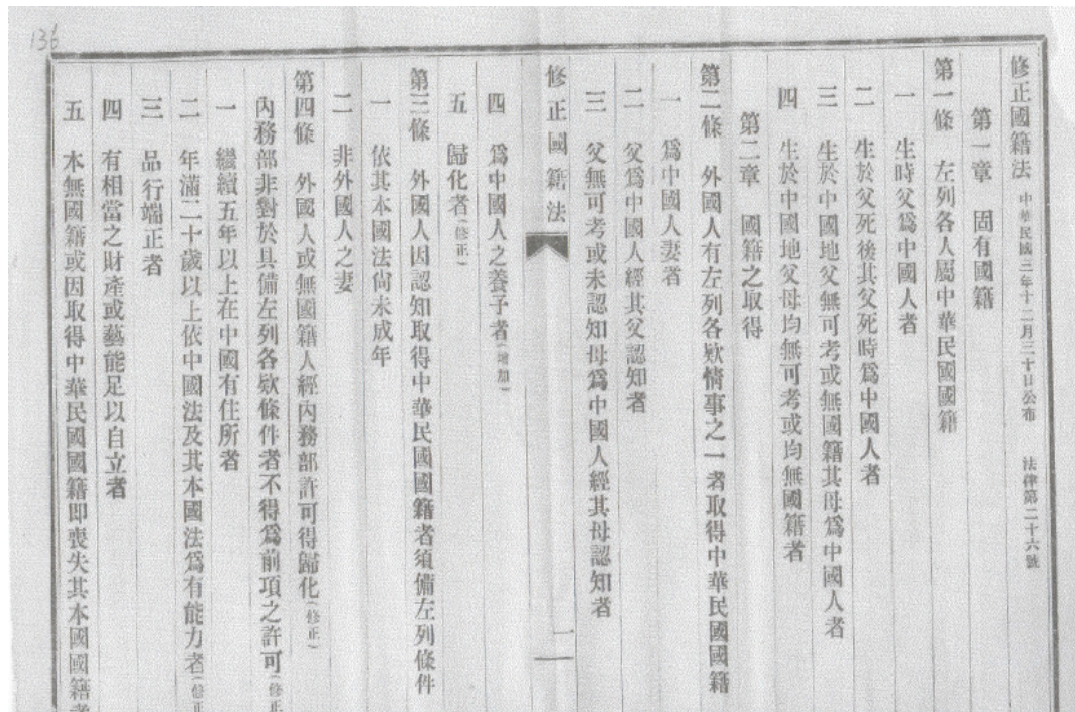 136
修正國籍法 中華民國三年十二月三十日公布 法律第二十六號
第一章 固有國籍
第一條 左列各人屬中華民國國籍
一 生時父爲中國人者
二 生於父死後其父死時爲中國人者
三 生於中國地父無可考或無國籍其母爲中國人者
四 生於中國地父母均無可考或均無國籍者
第二章 國籍之取得
第二條 外國人有左列各欵情事之一者取得中華民國國籍
一 爲中國人妻者
二 父爲中國人經其父認知者
三 父無可考或未認知母爲中國人經其母認知者
修正國籍法 一
四 爲中國人之養子者(增加)
五 歸化者(修正)
第三條 外國人因認知取得中華民國國籍者須備左列條件
一 依其本國法尙未成年
二 非外國人之妻
第四條 外國人或無國籍人經內務部許可得歸化(修正)
內務部非對於具備左列各欵條件者不得爲前項之許可(修正
一 繼續五年以上在中國有住所者
二 年滿二十歲以上依中國法及其本國法爲有能力者(修正
三 品行端正者
四 有相當之財產或藝能足以自立者
五 本無國籍或因取得中華民國國籍即喪失其本國國籍者